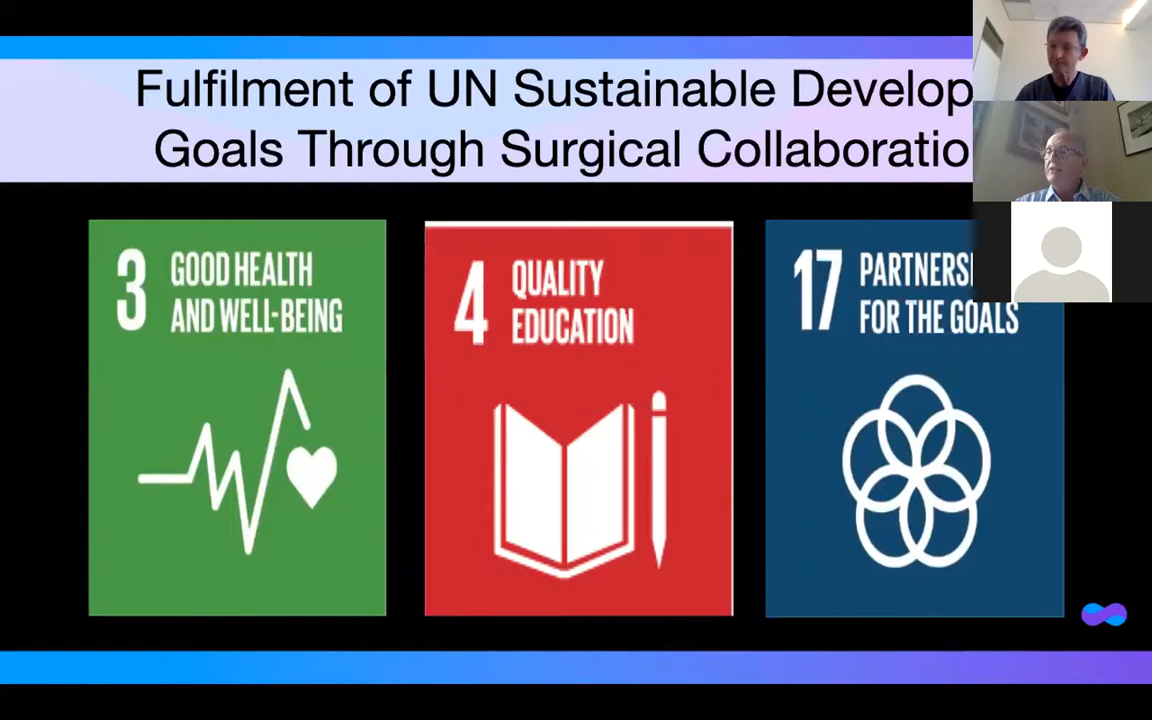 Fulfilment of UN Sustainable Develop
Goals Through Surgical Collaboratio
3 GOOD HEALTH
AND WELL-BEING
4 QUALITY
EDUCATION
17 PARTNERS
FOR THE GOALS